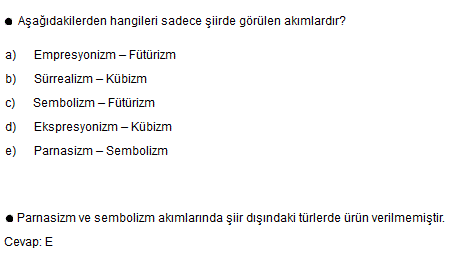 ● Aşağıdakilerden hangileri sadece şiirde görülen akımlardır?
a) Empresyonizm – Fütürizm
b) Sürrealizm – Kübizm
c) Sembolizm – Fütürizm
d) Ekspresyonizm – Kübizm
e) Parnasizm – Sembolizm
● Parnasizm ve sembolizm akımlarında şiir dışındaki türlerde ürün verilmemiştir.
Cevap: E